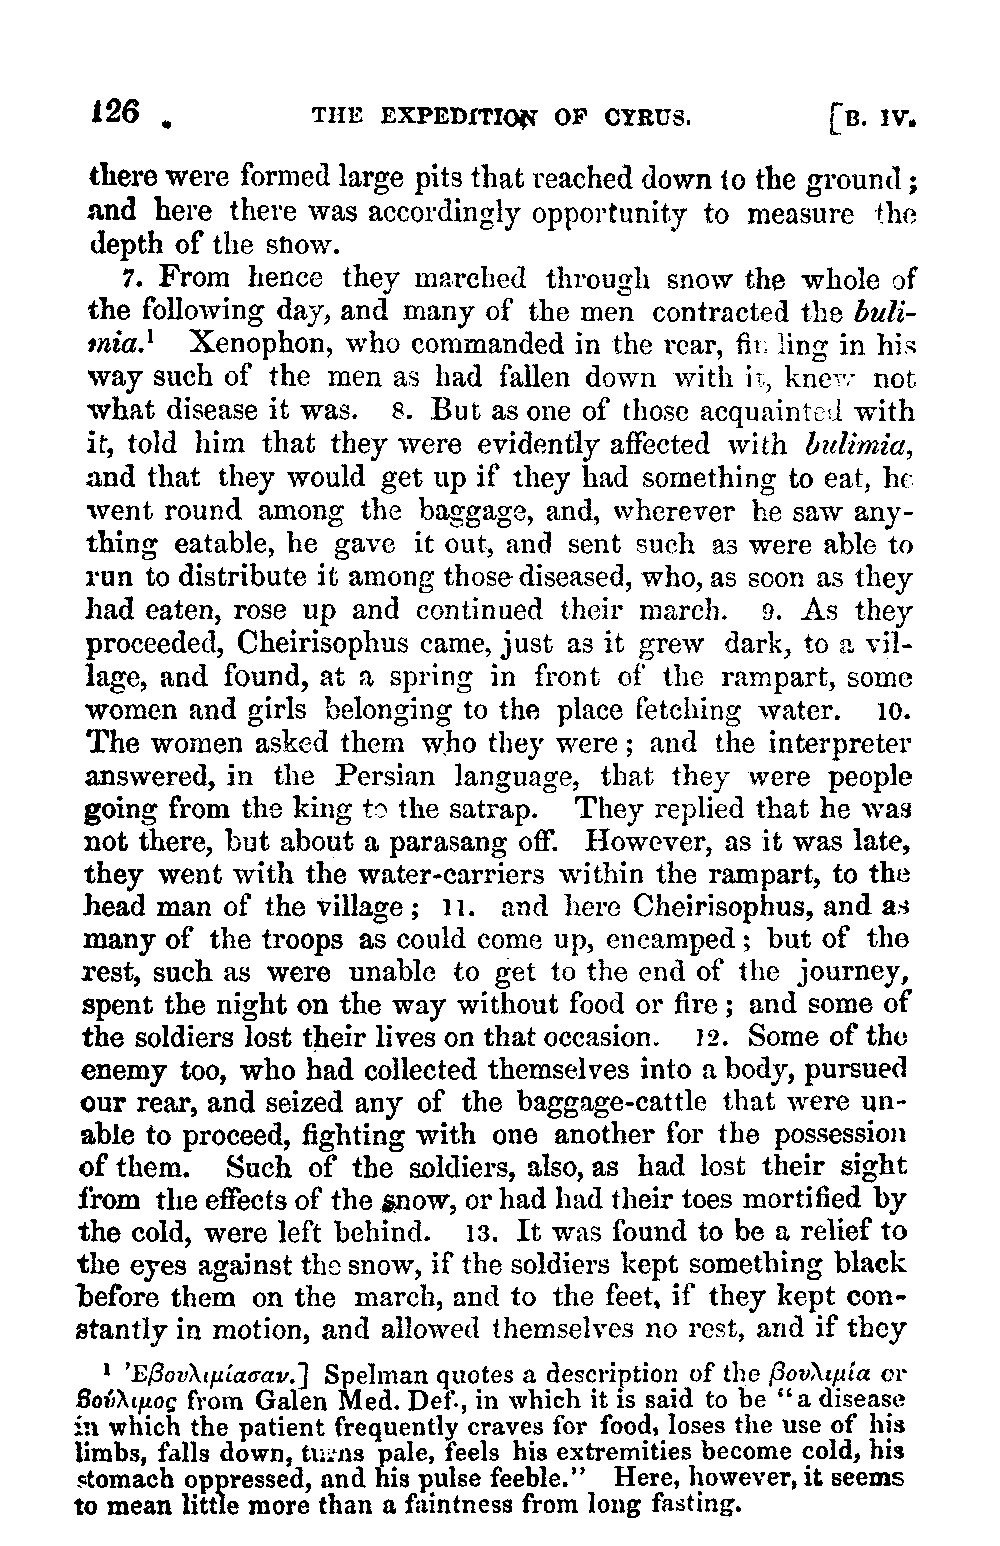 126 . THE EXPEDITION OF CYRUS. [B. IV.
there were formed large pits that reached down to the ground;
and here there was accordingly opportunity to measure the
depth of the snow.
7. From hence they marched through snow the whole of
the following day, and many of the men contracted the buli-
mia.¹ Xenophon, who commanded in the rear, finding in his
way such of the men as had fallen down with it, knew not
what disease it was. 8. But as one of those acquainted with
it, told him that they were evidently affected with bulimia,
and that they would get up if they had something to eat, he
went round among the baggage, and, wherever he saw any-
thing eatable, he gave it out, and sent such as were able to
run to distribute it among those diseased, who, as soon as they
had eaten, rose up and continued their march. 9. As they
proceeded, Cheirisophus came, just as it grew dark, to a vil-
lage, and found, at a spring in front of the rampart, some
women and girls belonging to the place fetching water. 10.
The women asked them who they were; and the interpreter
answered, in the Persian language, that they were people
going from the king to the satrap. They replied that he was
not there, but about a parasang off. However, as it was late,
they went with the water-carriers within the rampart, to the
head man of the village; 11. and here Cheirisophus, and as
many of the troops as could come up, encamped; but of the
rest, such as were unable to get to the end of the journey,
spent the night on the way without food or fire; and some of
the soldiers lost their lives on that occasion. 12. Some of the
enemy too, who had collected themselves into a body, pursued
our rear, and seized any of the baggage-cattle that were un-
able to proceed, fighting with one another for the possession
of them. Such of the soldiers, also, as had lost their sight
from the effects of the snow, or had had their toes mortified by
the cold, were left behind. 13. It was found to be a relief to
the eyes against the snow, if the soldiers kept something black
before them on the march, and to the feet, if they kept con-
stantly in motion, and allowed themselves no rest, and if they
¹ Ἐβουλιμίασαν.] Spelman quotes a description of the βουλιμία or
βούλιμος from Galen Med. Def., in which it is said to be "a disease
in which the patient frequently craves for food, loses the use of his
limbs, falls down, turns pale, feels his extremities become cold, his
stomach oppressed, and his pulse feeble." Here, however, it seems
to mean little more than a faintness from long fasting.